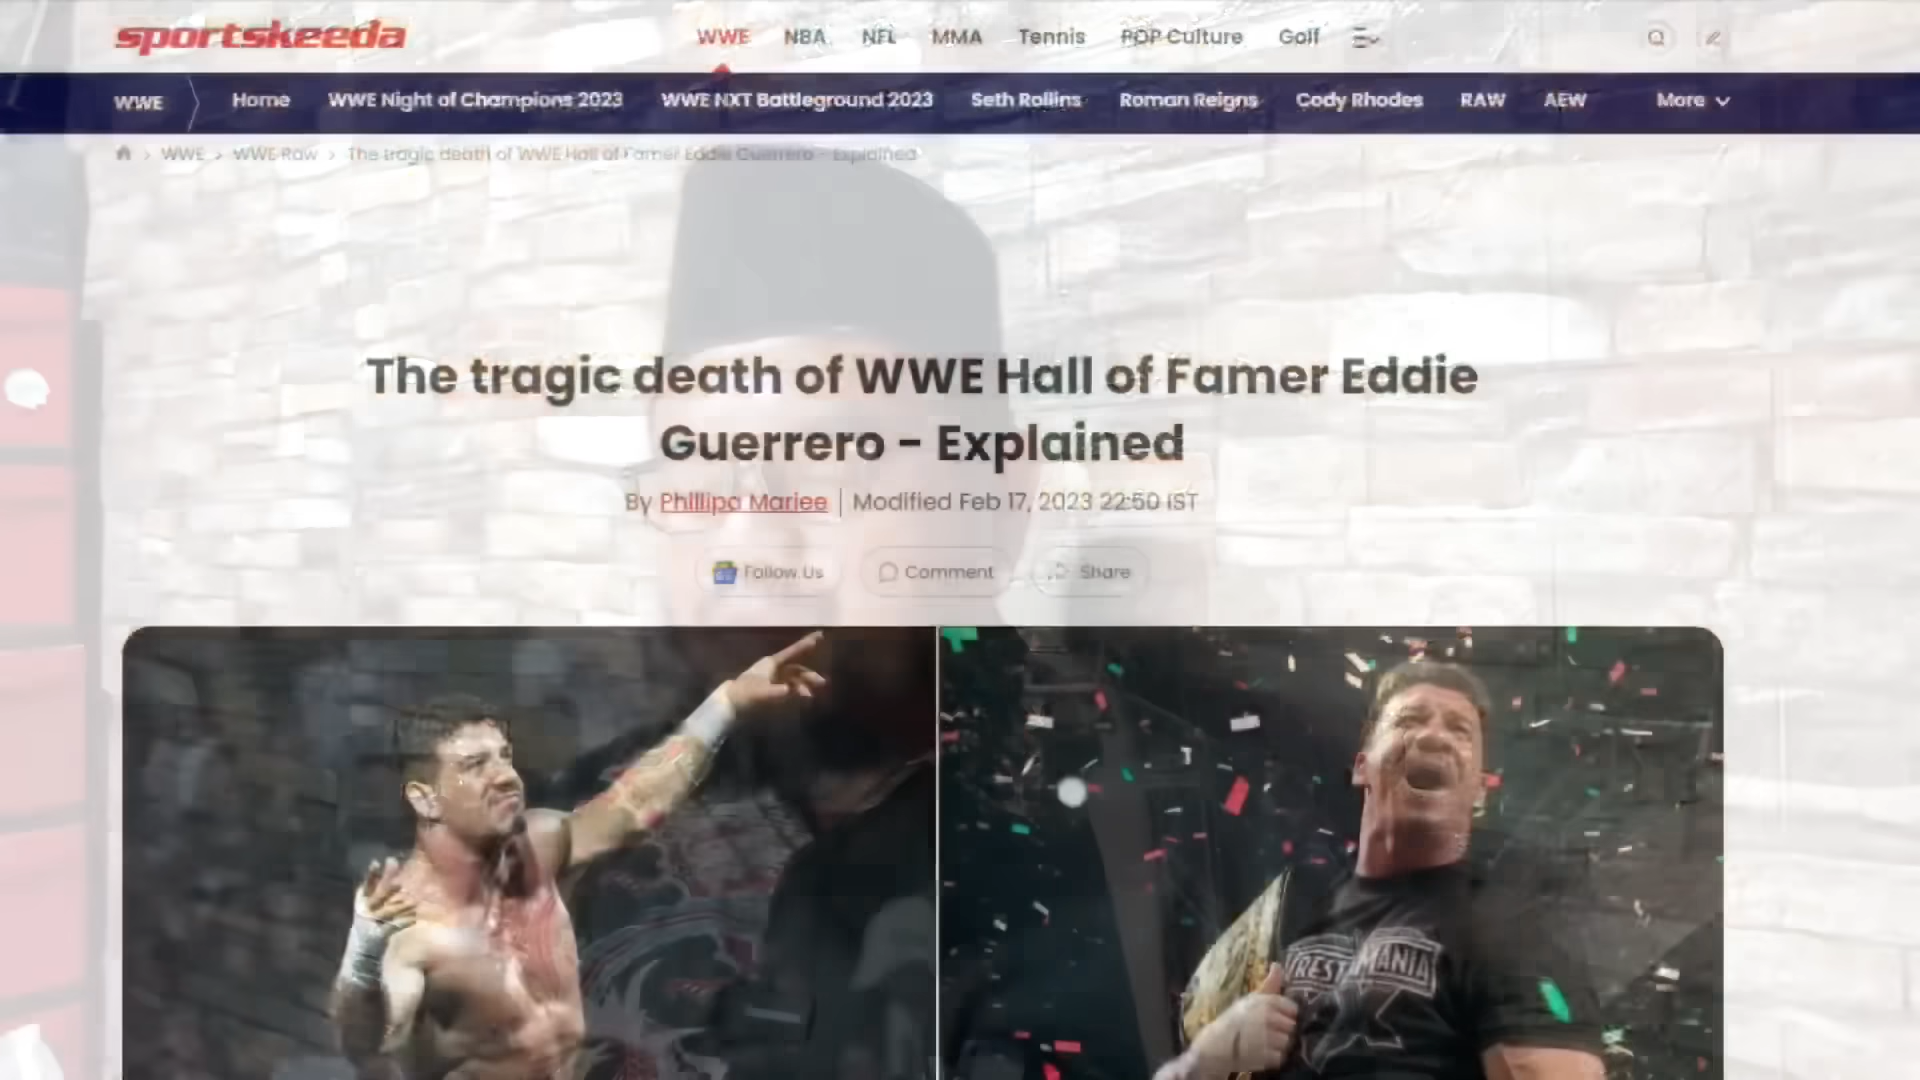 sportskeeda
WWE NBA NFL MMA Tennis POP Culture Golf
WWE Home WWE Night of Champions 2023 WWE NXT Battleground 2023 Seth Rollins Roman Reigns Cody Rhodes RAW AEW More
WWE > WWE Raw > The tragic death of WWE Hall of Famer Eddie Guerrero - Explained
The tragic death of WWE Hall of Famer Eddie
Guerrero - Explained
By Phillipa Mariee | Modified Feb 17, 2023 22:50 IST
Follow Us Comment Share
WRESTLEMANIA